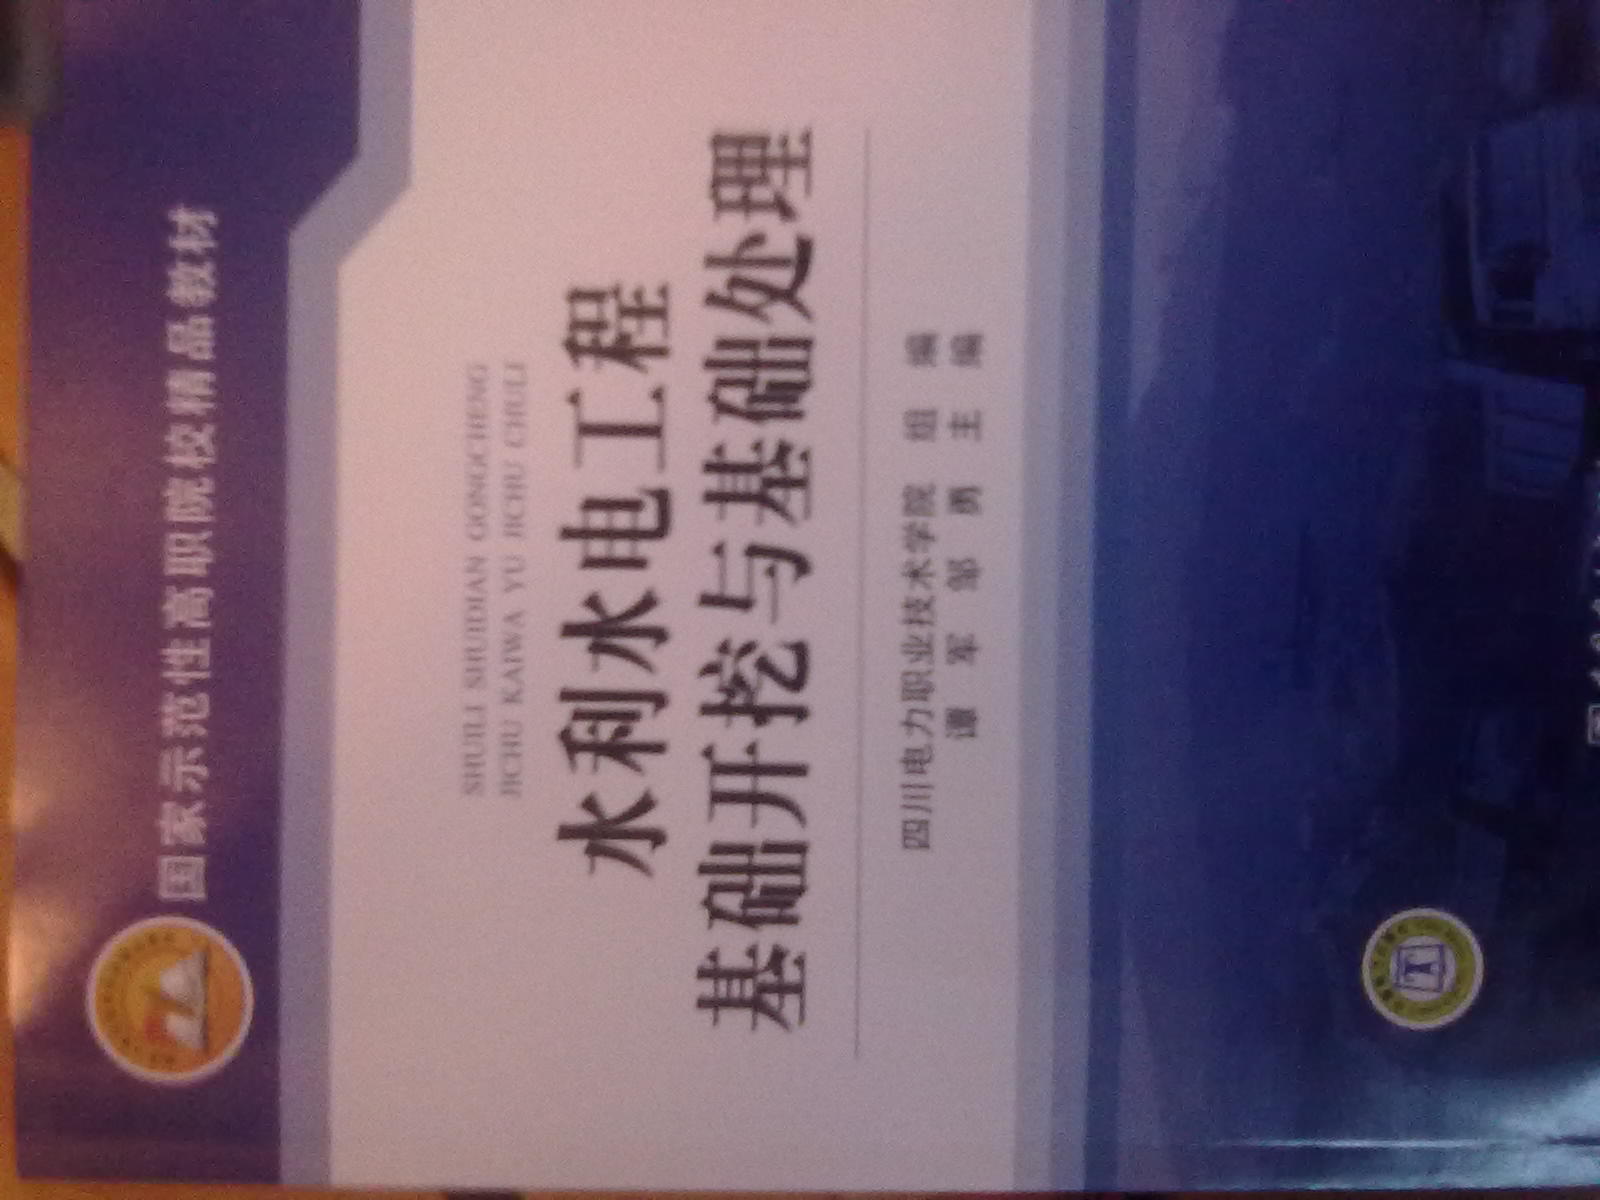 国家示范性高职院校精品教材
SHUILI SHUIDIAN GONGCHENG
JICHU KAIWA YU JICHU CHULI
水利水电工程
基础开挖与基础处理
四川电力职业技术学院 组 编
谭 军 邹 勇 主 编